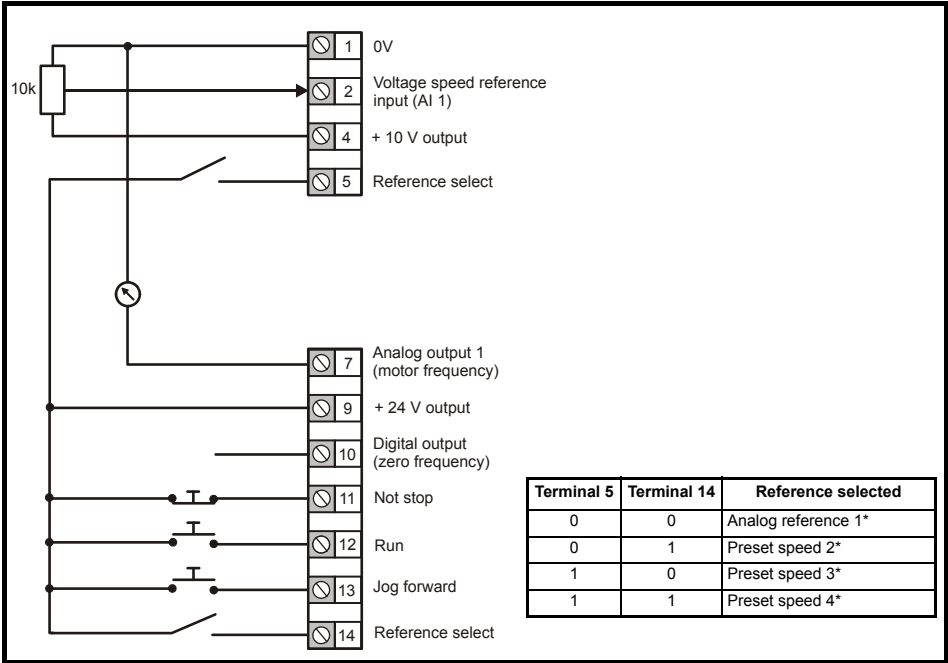 1 0V
10k
2 Voltage speed reference
input (AI 1)
4 + 10 V output
5 Reference select
7 Analog output 1
(motor frequency)
9 + 24 V output
10 Digital output
(zero frequency)
11 Not stop
12 Run
13 Jog forward
14 Reference select
Terminal 5 Terminal 14 Reference selected
0 0 Analog reference 1*
0 1 Preset speed 2*
1 0 Preset speed 3*
1 1 Preset speed 4*